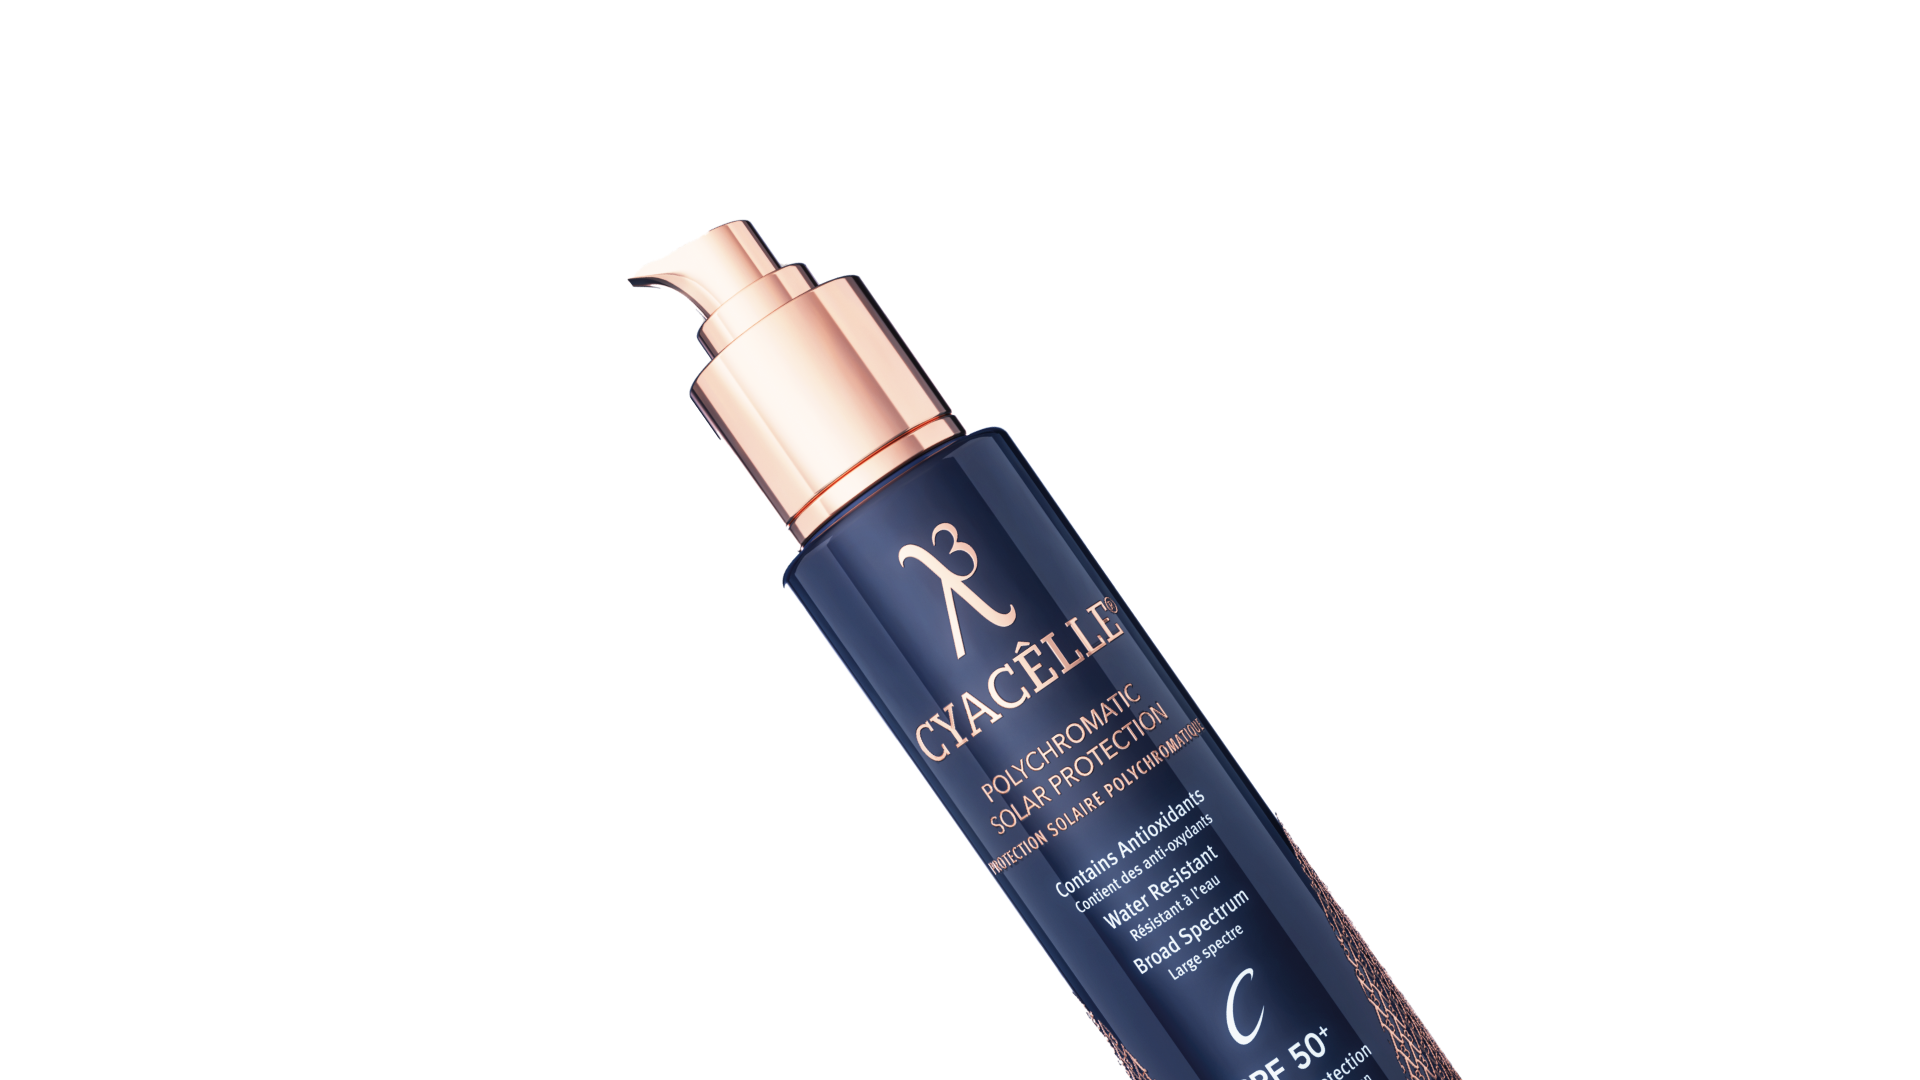 CYACÊLLE®
POLYCHROMATIC
SOLAR PROTECTION
PROTECTION SOLAIRE POLYCHROMATIQUE
Contains Antioxidants
Contient des anti-oxydants
Water Resistant
Résistant à l'eau
Broad Spectrum
Large spectre
C
50+